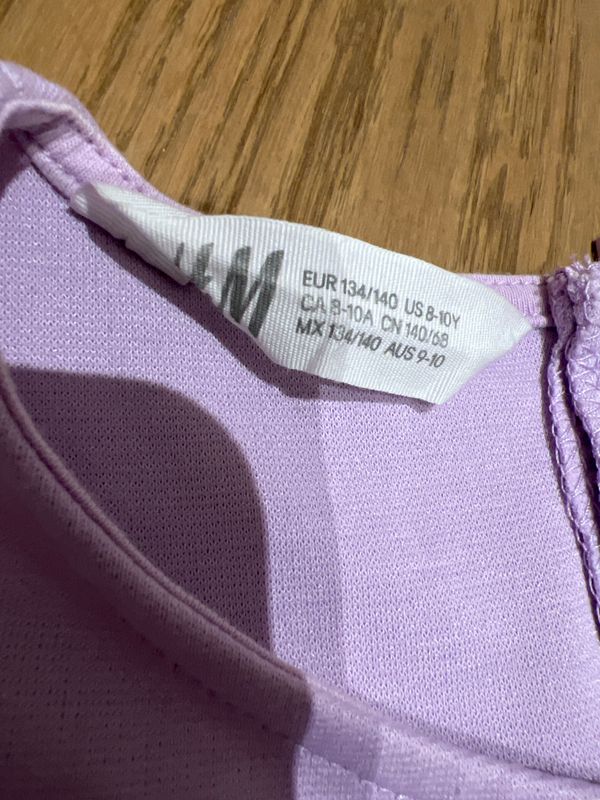 H&M
EUR 134/140 US 8-10Y
CA 8-10A CN 140/68
MX 134/140 AUS 9-10